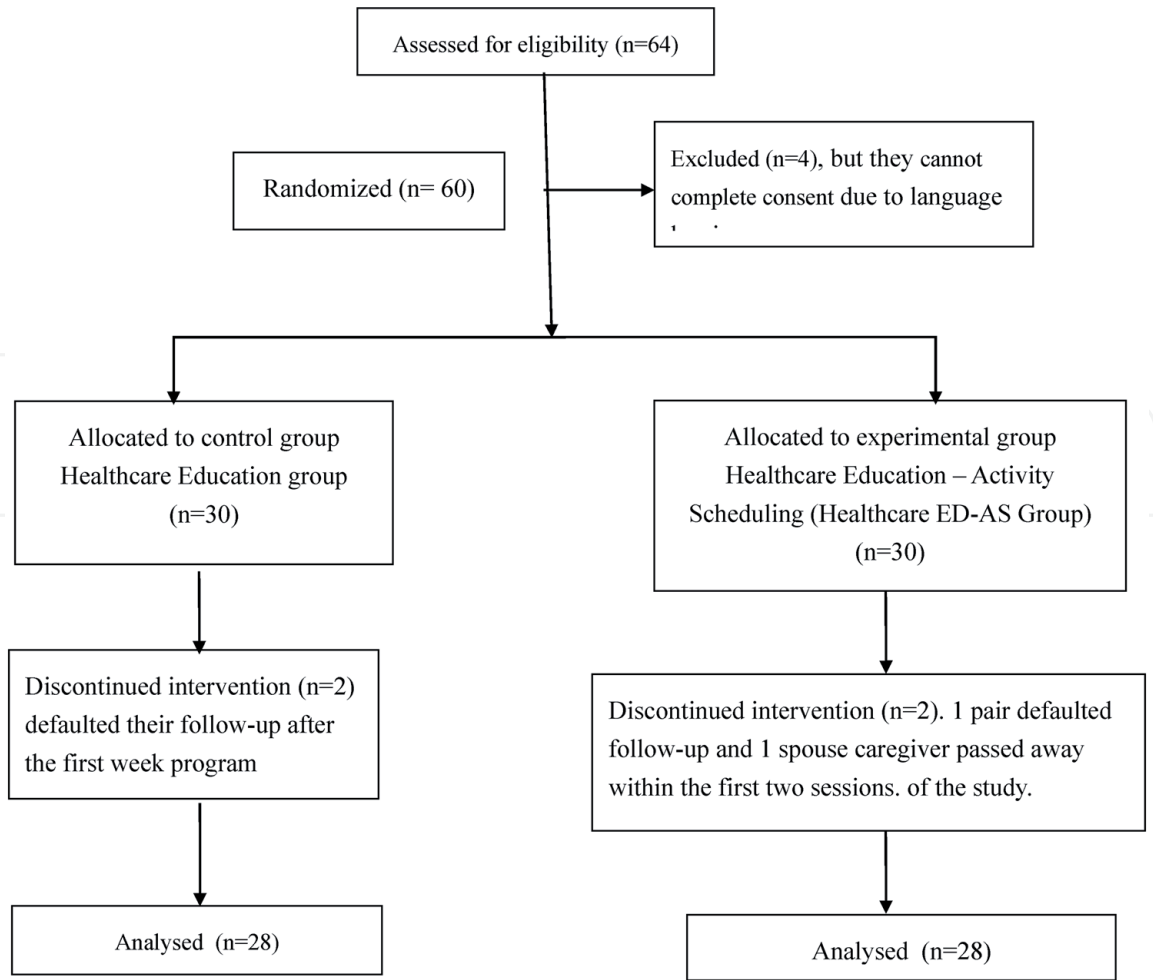 Assessed for eligibility (n=64)
Randomized (n= 60)
Excluded (n=4), but they cannot
complete consent due to language
Allocated to control group
Healthcare Education group
(n=30)
Allocated to experimental group
Healthcare Education – Activity
Scheduling (Healthcare ED-AS Group)
(n=30)
Discontinued intervention (n=2)
defaulted their follow-up after
the first week program
Discontinued intervention (n=2). 1 pair defaulted
follow-up and 1 spouse caregiver passed away
within the first two sessions. of the study.
Analysed (n=28)
Analysed (n=28)